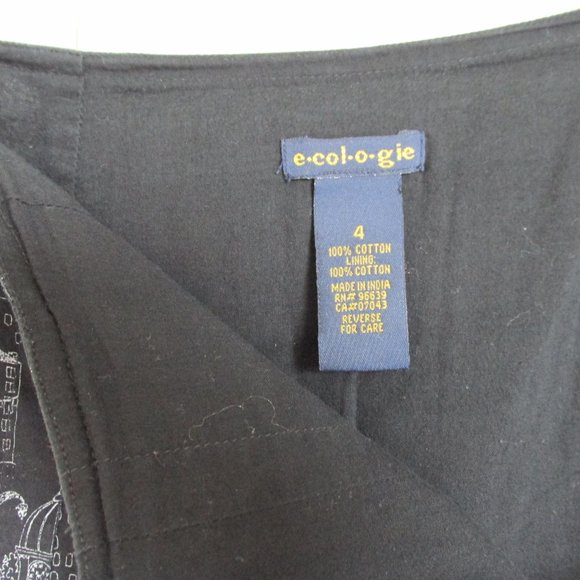 e·col·o·gie
4
100% COTTON
LINING:
100% COTTON
MADE IN INDIA
RN# 96639
CA#07043
REVERSE
FOR CARE